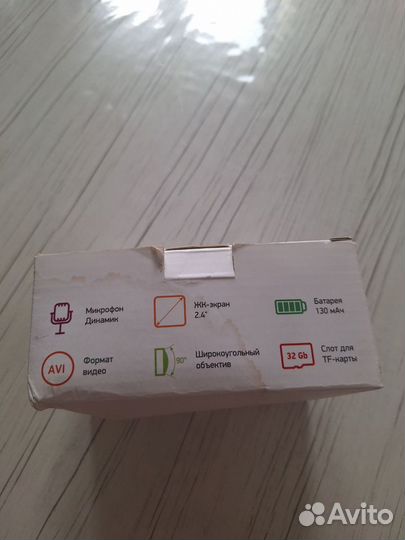 Микрофон
Динамик
ЖК-экран
2.4"
Батарея
130 мАч
AVI
Формат
видео
90°
Широкоугольный
объектив
32 Gb
Слот для
TF-карты
Avito